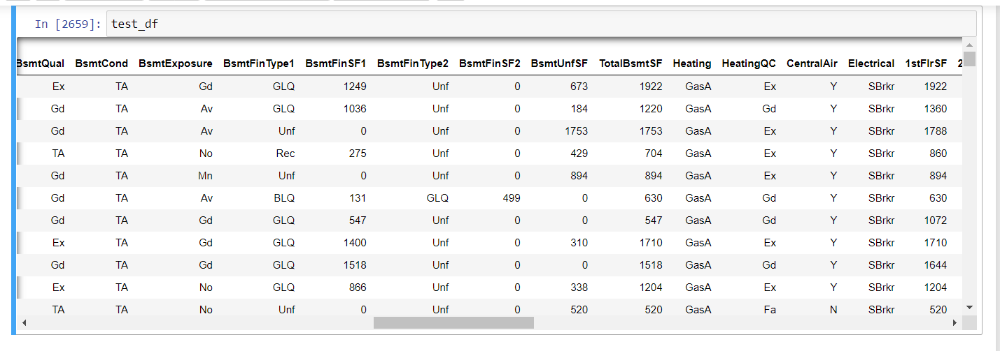 In [2659]: test_df
BsmtQual BsmtCond BsmtExposure BsmtFinType1 BsmtFinSF1 BsmtFinType2 BsmtFinSF2 BsmtUnfSF TotalBsmtSF Heating HeatingQC CentralAir Electrical 1stFlrSF 2
Ex TA Gd GLQ 1249 Unf 0 673 1922 GasA Ex Y SBrkr 1922
Gd TA Av GLQ 1036 Unf 0 184 1220 GasA Gd Y SBrkr 1360
Gd TA Av Unf 0 Unf 0 1753 1753 GasA Ex Y SBrkr 1788
TA TA No Rec 275 Unf 0 429 704 GasA Ex Y SBrkr 860
Gd TA Mn Unf 0 Unf 0 894 894 GasA Ex Y SBrkr 894
Gd TA Av BLQ 131 GLQ 499 0 630 GasA Gd Y SBrkr 630
Gd TA Gd GLQ 547 Unf 0 0 547 GasA Gd Y SBrkr 1072
Ex TA Gd GLQ 1400 Unf 0 310 1710 GasA Ex Y SBrkr 1710
Gd TA Gd GLQ 1518 Unf 0 0 1518 GasA Gd Y SBrkr 1644
Ex TA No GLQ 866 Unf 0 338 1204 GasA Ex Y SBrkr 1204
TA TA No Unf 0 Unf 0 520 520 GasA Fa N SBrkr 520